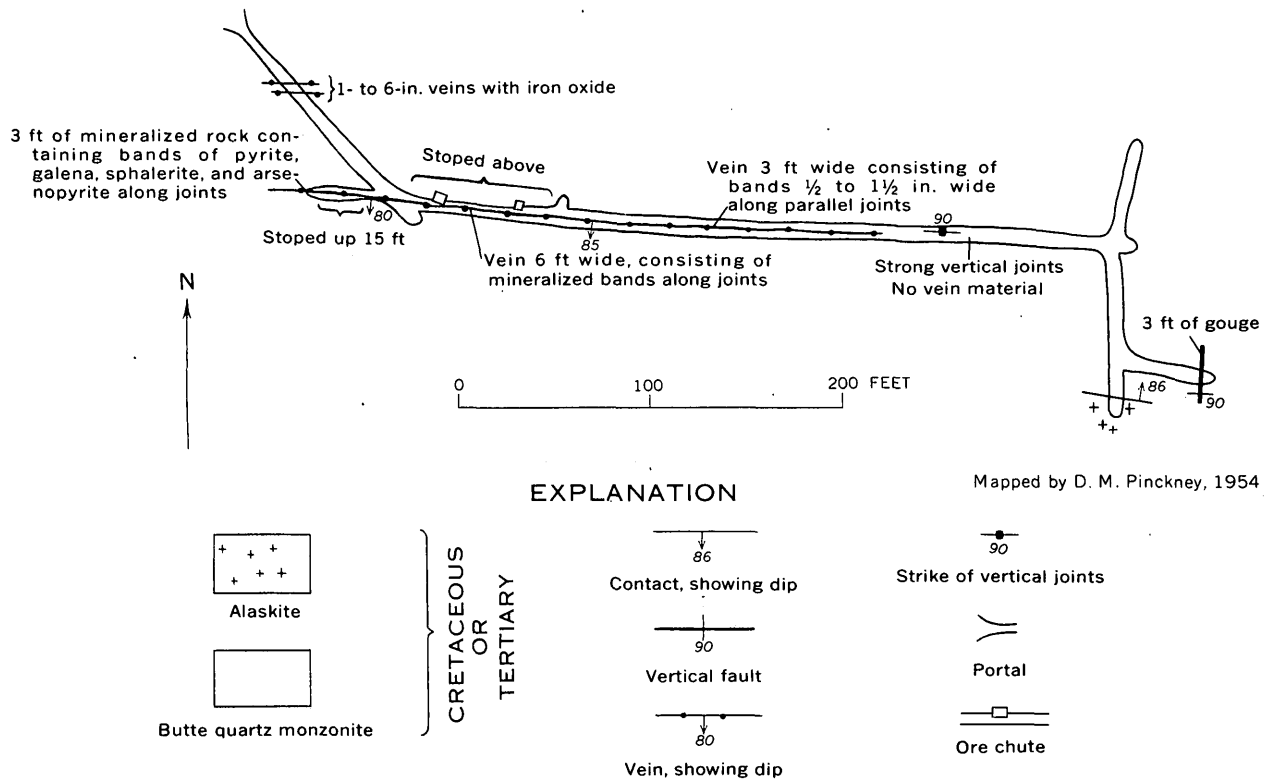 1- to 6-in. veins with iron oxide
3 ft of mineralized rock con-
taining bands of pyrite,
galena, sphalerite, and arse-
nopyrite along joints
Stoped above
Vein 3 ft wide consisting of
bands ½ to 1½ in. wide
along parallel joints
80
Stoped up 15 ft
85
Vein 6 ft wide, consisting of
mineralized bands along joints
90
Strong vertical joints
No vein material
N
3 ft of gouge
0 100 200 FEET
86
90
Mapped by D. M. Pinckney, 1954
EXPLANATION
Alaskite
Butte quartz monzonite
CRETACEOUS
OR
TERTIARY
86
Contact, showing dip
90
Vertical fault
80
Vein, showing dip
90
Strike of vertical joints
Portal
Ore chute